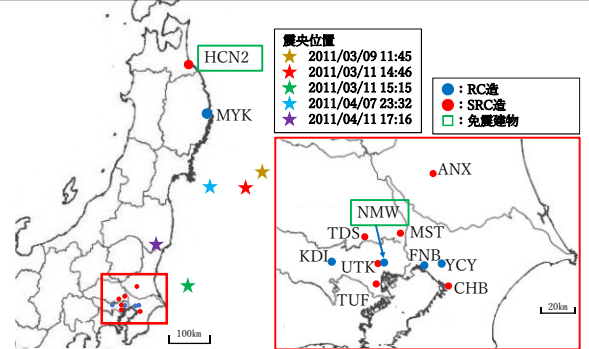 HCN2
MYK
震央位置
2011/03/09 11:45
2011/03/11 14:46
2011/03/11 15:15
2011/04/07 23:32
2011/04/11 17:16
：RC造
：SRC造
：免震建物
100km
ANX
NMW
TDS
MST
KDI
UTK
FNB
YCY
TUF
CHB
20km